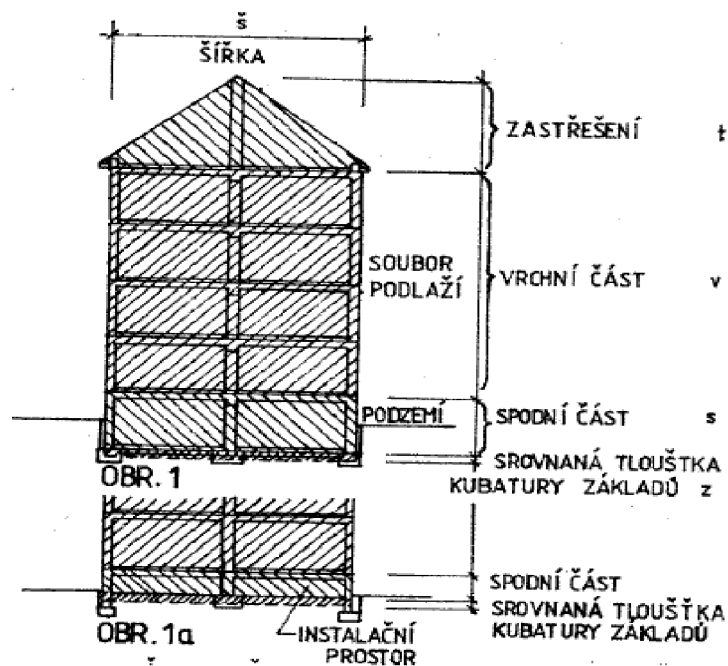 š
ŠÍŘKA
ZASTŘEŠENÍ t
SOUBOR
PODLAŽÍ
VRCHNÍ ČÁST v
PODZEMÍ
SPODNÍ ČÁST s
SROVNANÁ TLOUŠTKA
KUBATURY ZÁKLADŮ z
OBR. 1
SPODNÍ ČÁST
SROVNANÁ TLOUŠŤKA
KUBATURY ZÁKLADŮ
OBR. 1a
INSTALAČNÍ
PROSTOR